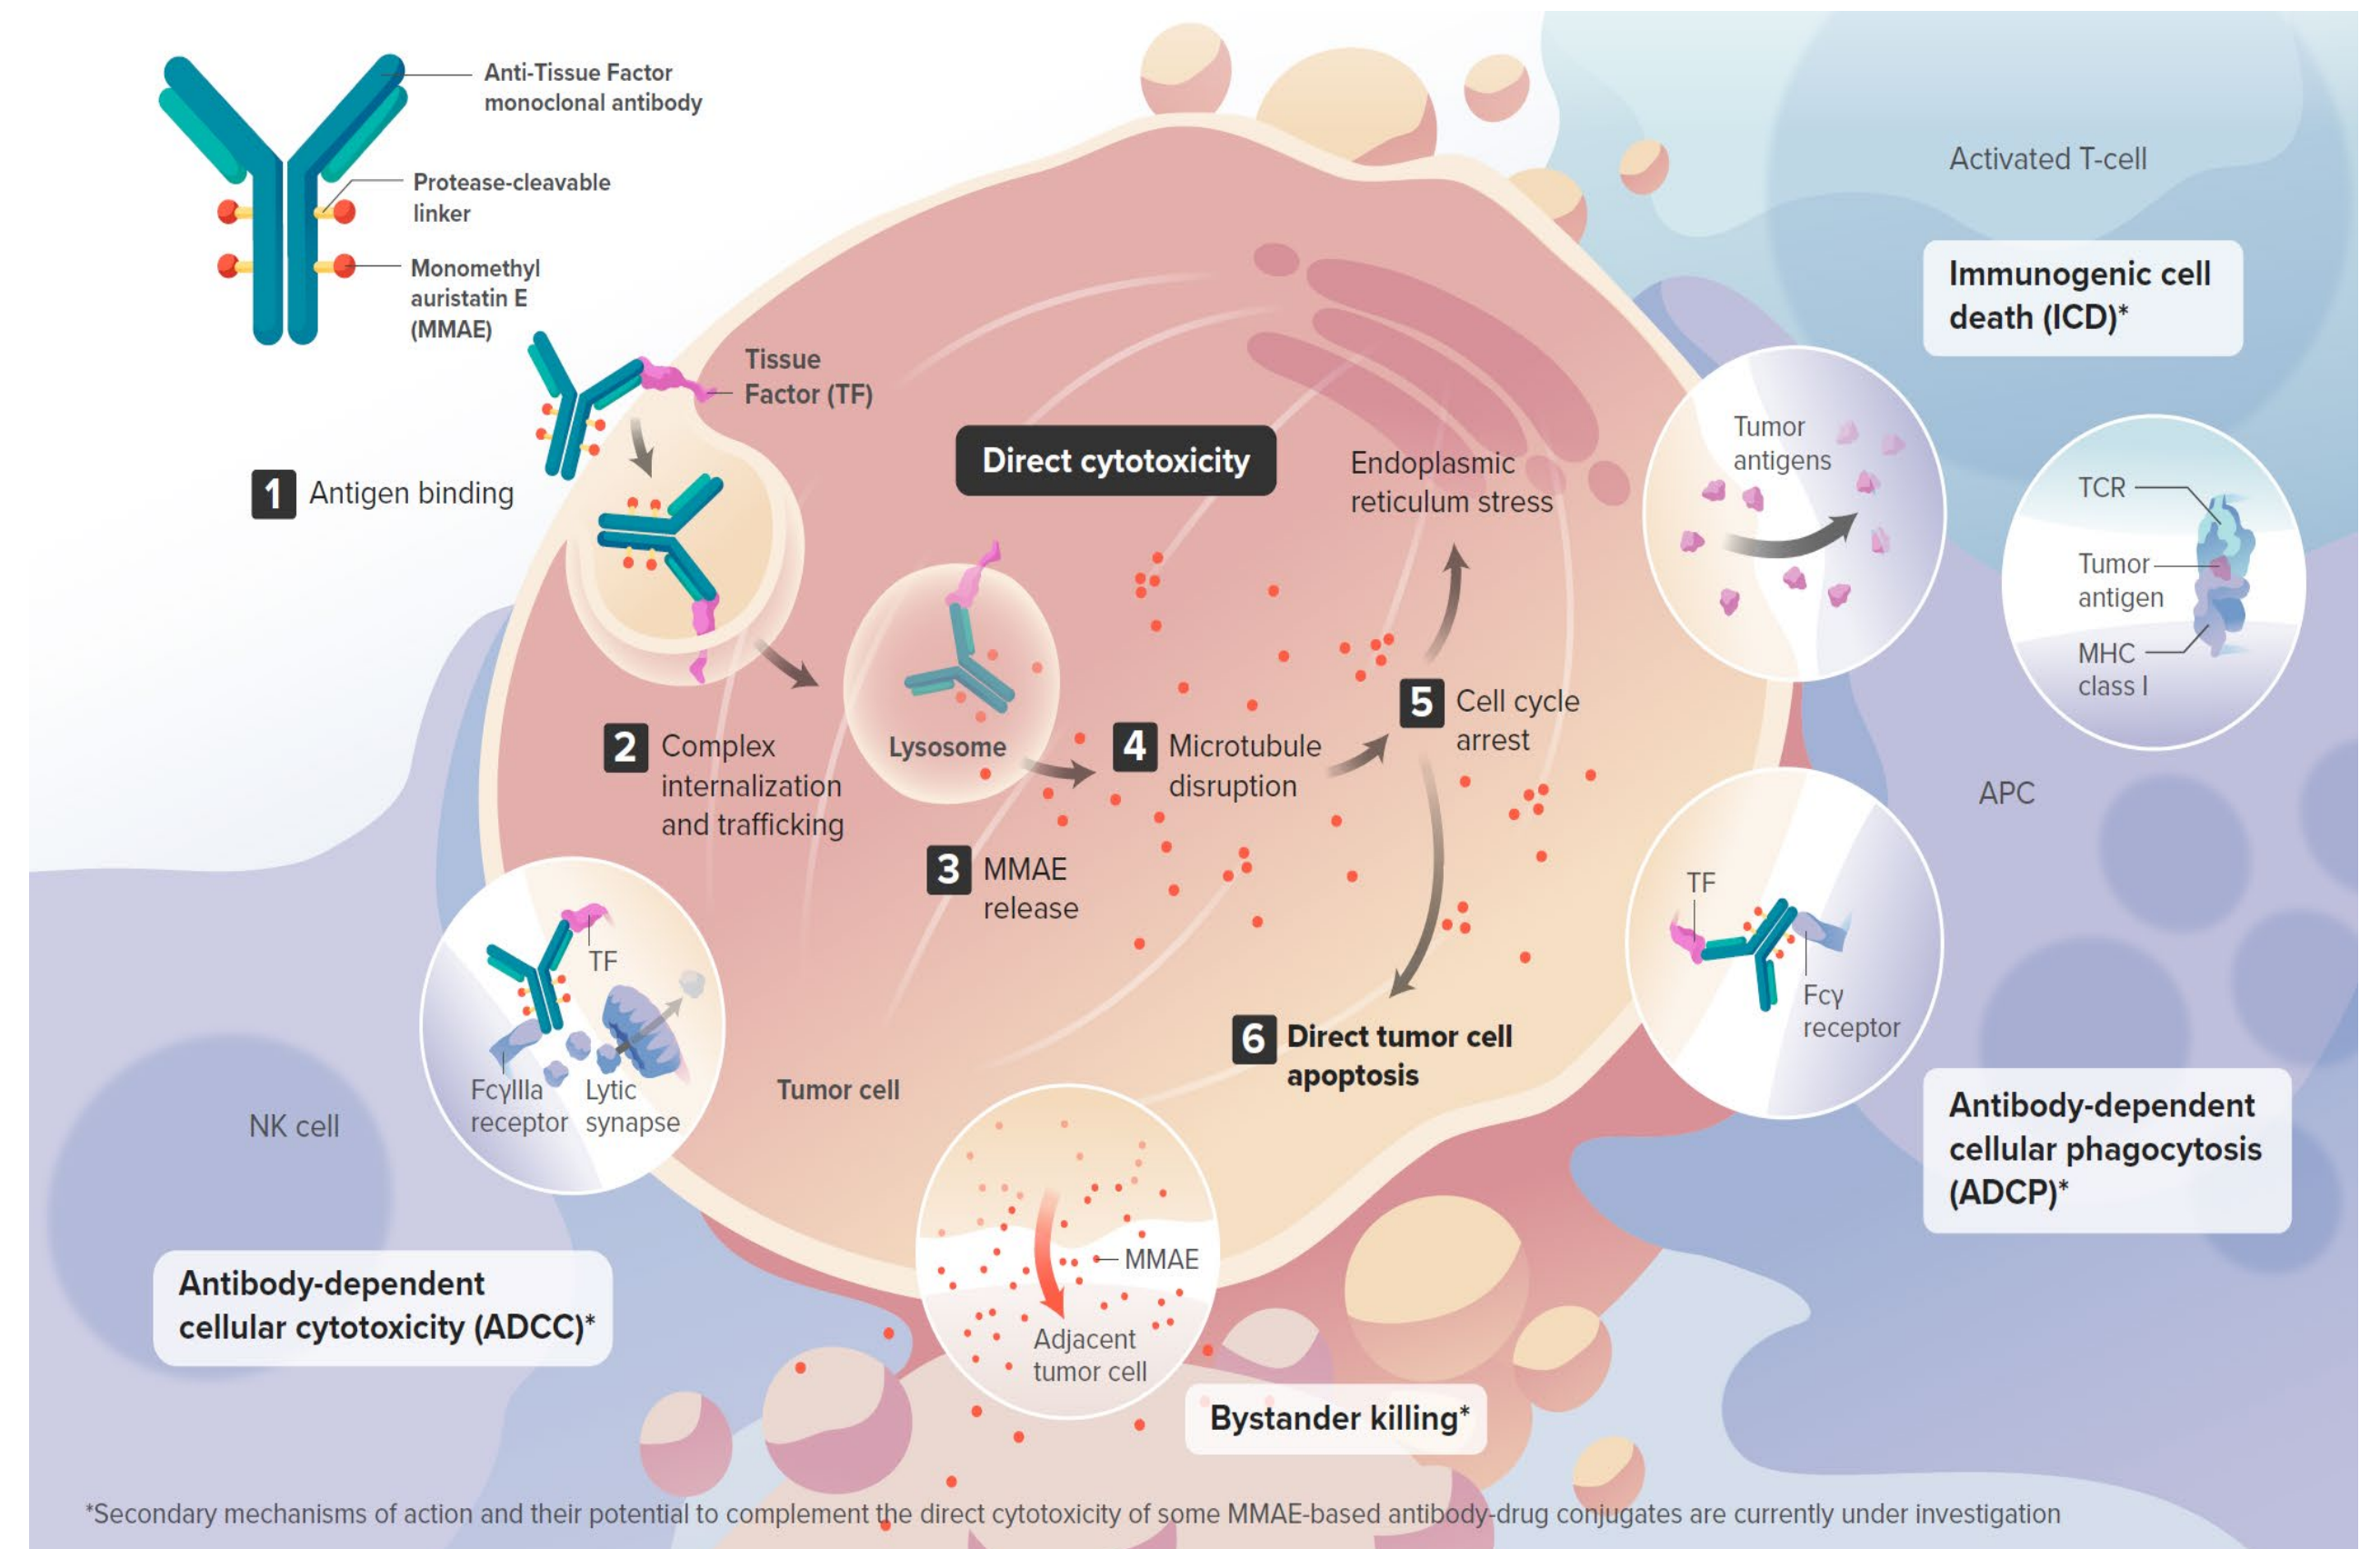 Anti-Tissue Factor
monoclonal antibody
Protease-cleavable
linker
Monomethyl
auristatin E
(MMAE)
Tissue
Factor (TF)
1 Antigen binding
Direct cytotoxicity
2 Complex
internalization
and trafficking
Lysosome
3 MMAE
release
4 Microtubule
disruption
5 Cell cycle
arrest
Endoplasmic
reticulum stress
6 Direct tumor cell
apoptosis
Tumor cell
Activated T-cell
Immunogenic cell
death (ICD)*
Tumor
antigens
TCR
Tumor
antigen
MHC
class I
APC
TF
Fcγ
receptor
Antibody-dependent
cellular phagocytosis
(ADCP)*
TF
FcγIIIa
receptor
Lytic
synapse
NK cell
Antibody-dependent
cellular cytotoxicity (ADCC)*
MMAE
Adjacent
tumor cell
Bystander killing*
*Secondary mechanisms of action and their potential to complement the direct cytotoxicity of some MMAE-based antibody-drug conjugates are currently under investigation